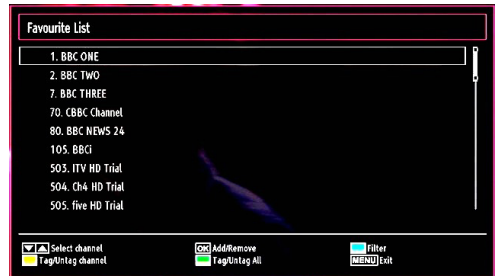 Favourite List
1. BBC ONE
2. BBC TWO
7. BBC THREE
70. CBBC Channel
80. BBC NEWS 24
105. BBCi
503. ITV HD Trial
504. Ch4 HD Trial
505. five HD Trial
Select channel OK Add/Remove Filter
Tag/Untag channel Tag/Untag All MENU Exit